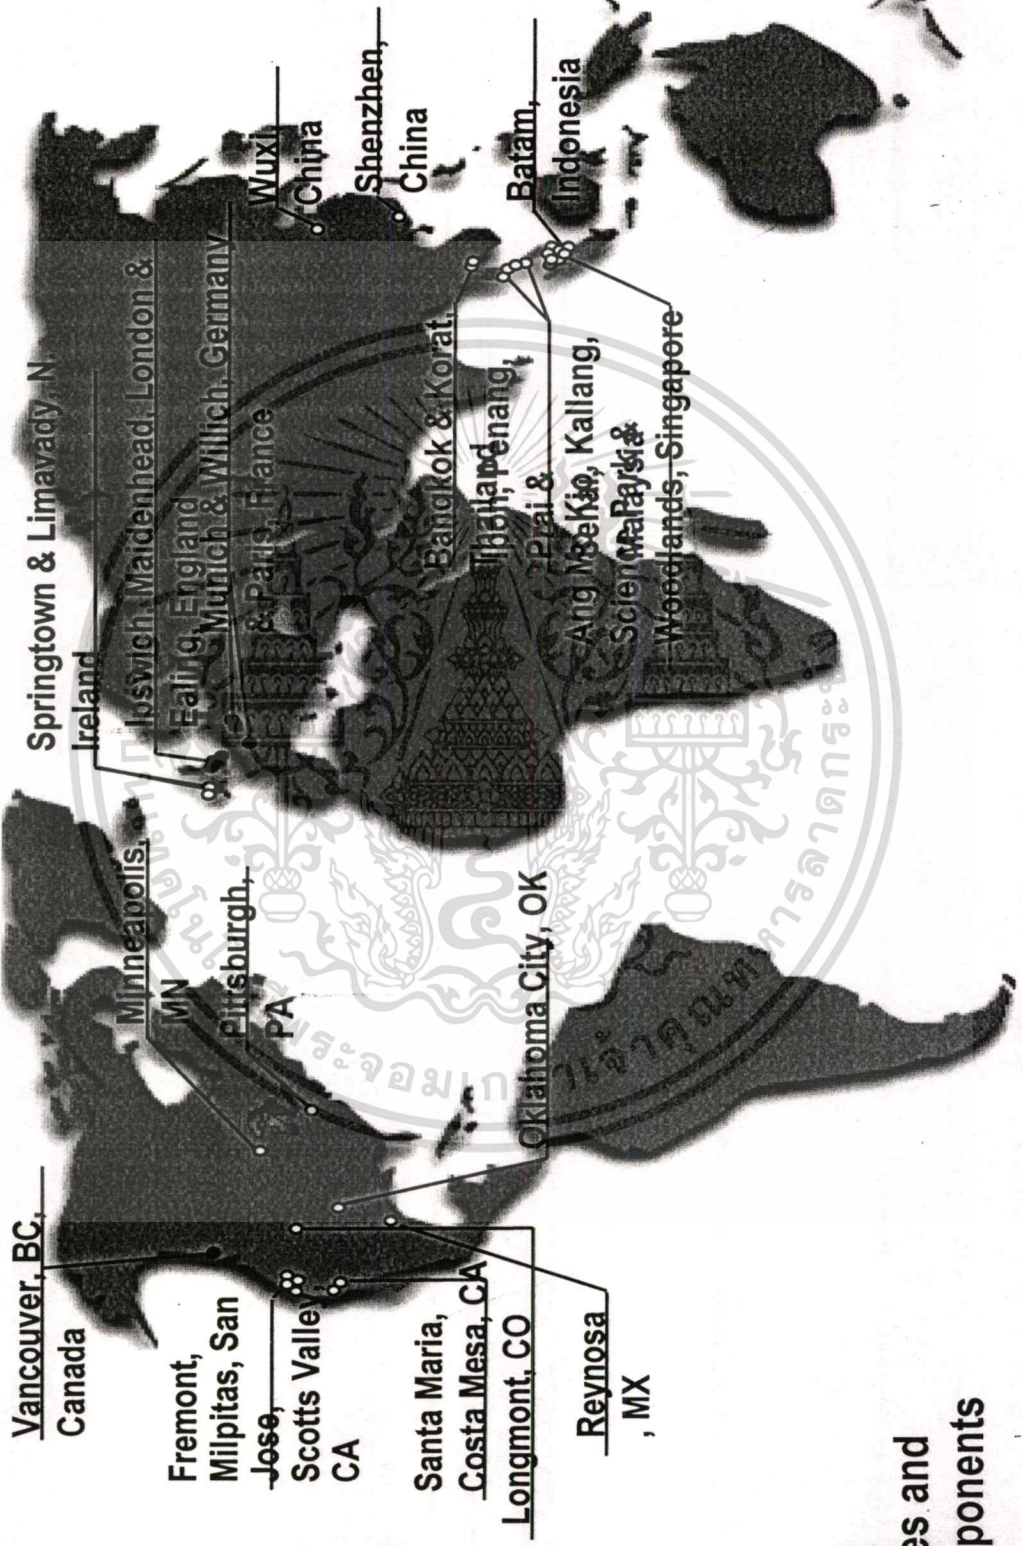 Vancouver, BC,
Canada
Fremont,
Milpitas, San
Jose,
Scotts Valley,
CA
Santa Maria,
Costa Mesa, CA
Longmont, CO
Reynosa
, MX
Minneapolis,
MN
Pittsburgh,
PA
Oklahoma City, OK
Springtown & Limavady, N.
Ireland
Ipswich, Maidenhead, London &
Ealing, England
Munich & Willich, Germany
& Paris, France
Wuxi,
China
Shenzhen,
China
Bangkok & Korat,
Thailand
Penang,
Prai &
Ang Mo Kio, Kallang,
Woodlands, Singapore
Batam,
Indonesia
es and
ponents